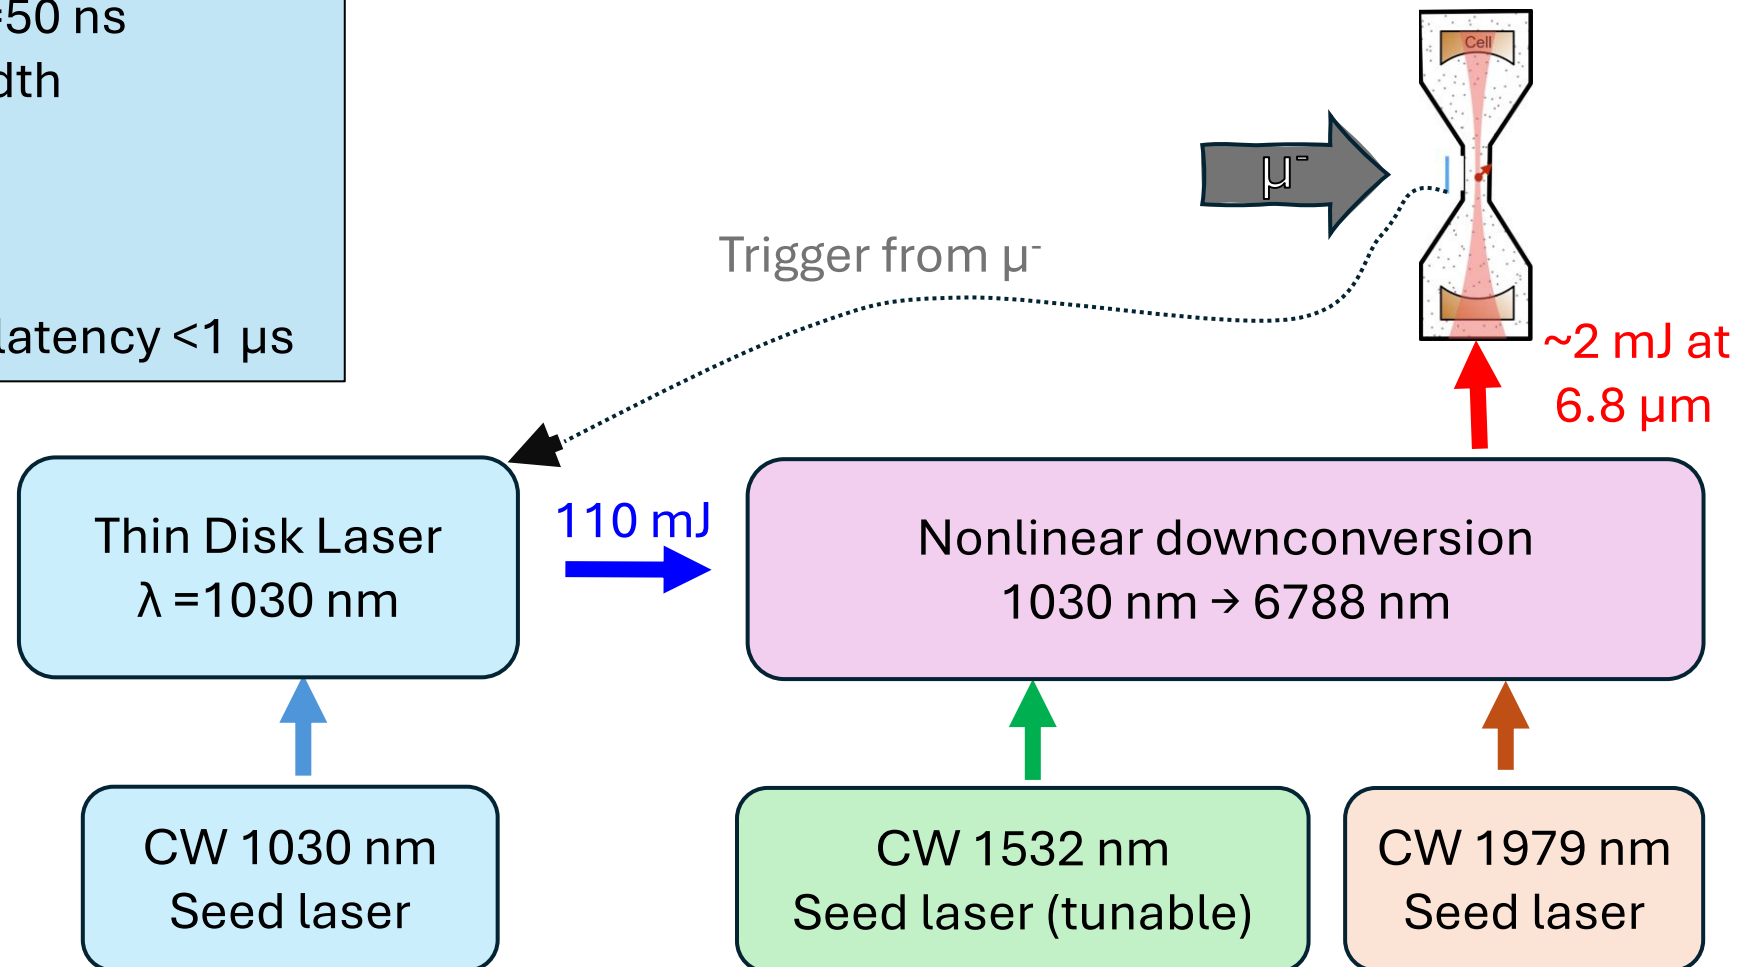 =50 ns
dth
latency <1 µs
Cell
µ⁻
Trigger from µ⁻
~2 mJ at
6.8 µm
110 mJ
Thin Disk Laser
λ =1030 nm
Nonlinear downconversion
1030 nm → 6788 nm
CW 1030 nm
Seed laser
CW 1532 nm
Seed laser (tunable)
CW 1979 nm
Seed laser